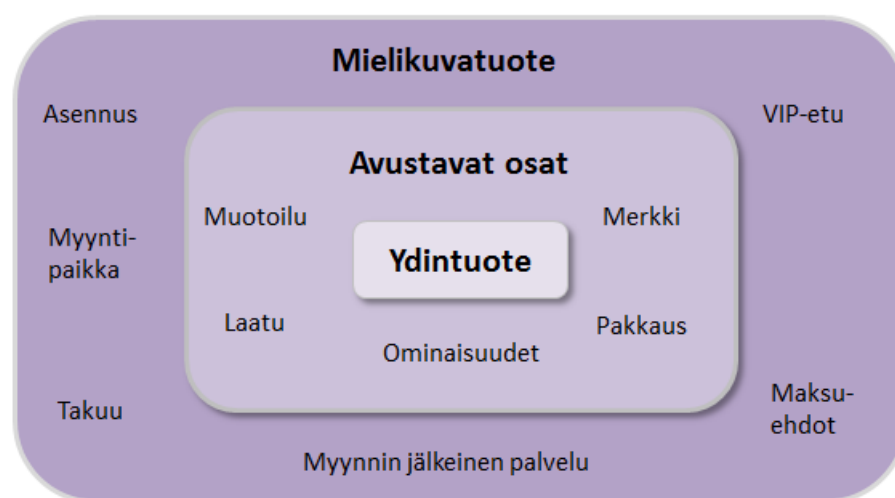 Mielikuvatuote
Asennus
VIP-etu
Avustavat osat
Muotoilu
Merkki
Myynti-
paikka
Ydintuote
Laatu
Pakkaus
Ominaisuudet
Takuu
Maksu-
ehdot
Myynnin jälkeinen palvelu